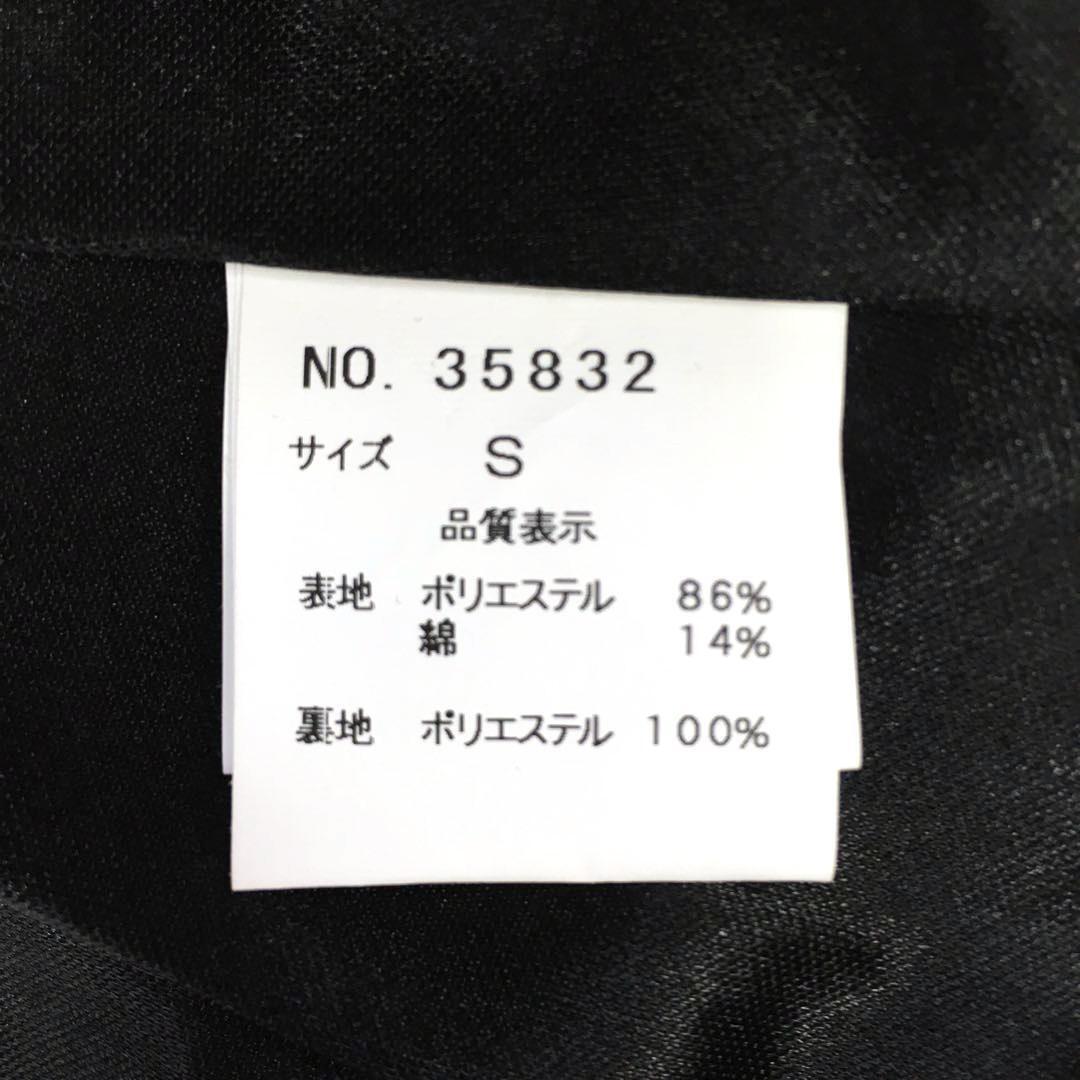 NO. 35832
サイズ S
品質表示
表地 ポリエステル 86%
綿 14%
裏地 ポリエステル 100%